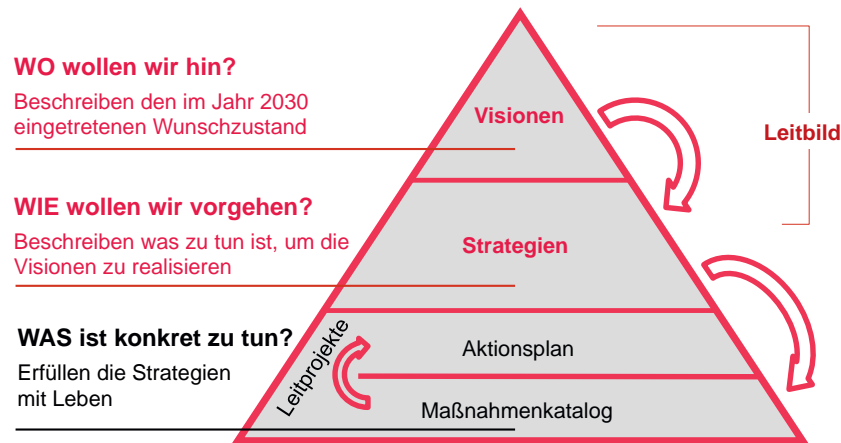 WO wollen wir hin?
Beschreiben den im Jahr 2030
eingetretenen Wunschzustand
Visionen
Leitbild
WIE wollen wir vorgehen?
Beschreiben was zu tun ist, um die
Visionen zu realisieren
Strategien
WAS ist konkret zu tun?
Erfüllen die Strategien
mit Leben
Leitprojekte
Aktionsplan
Maßnahmenkatalog